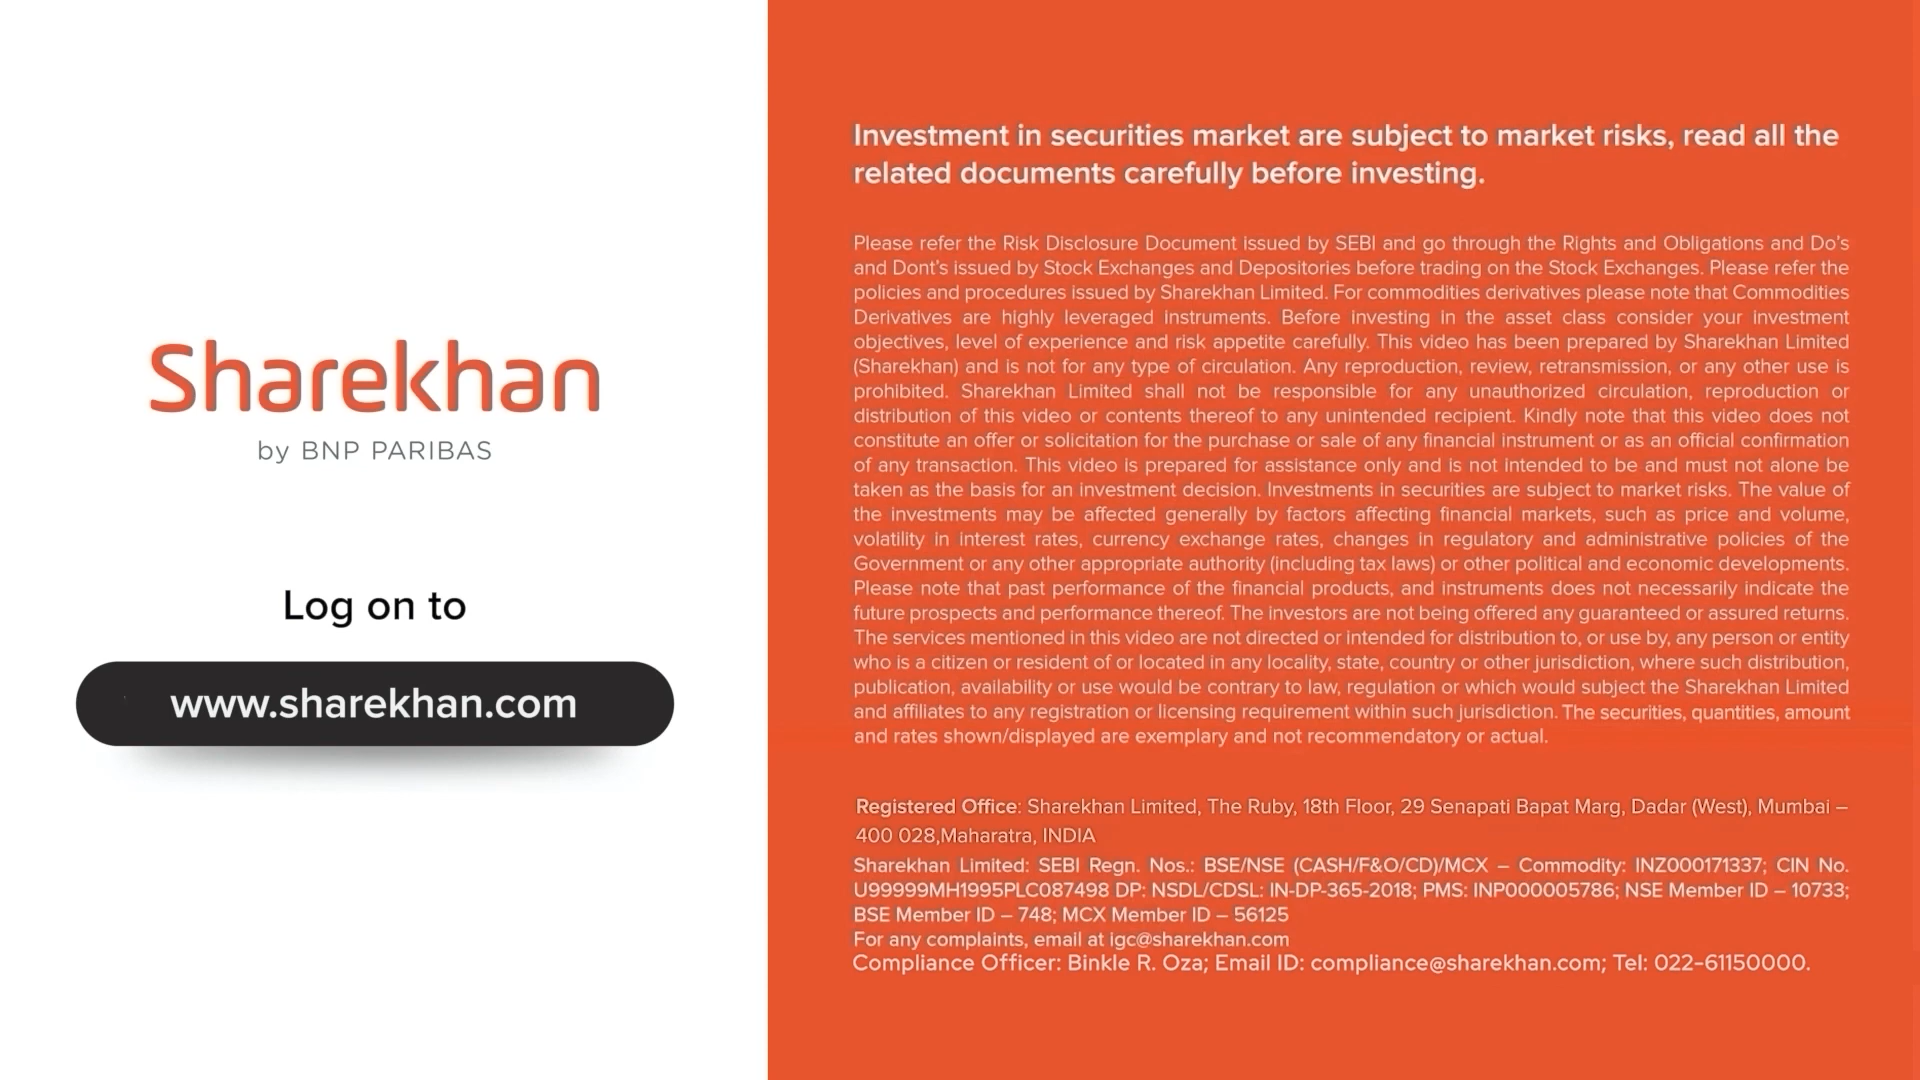 Sharekhan
by BNP PARIBAS
Log on to
www.sharekhan.com
Investment in securities market are subject to market risks, read all the
related documents carefully before investing.
Please refer the Risk Disclosure Document issued by SEBI and go through the Rights and Obligations and Do's
and Dont's issued by Stock Exchanges and Depositories before trading on the Stock Exchanges. Please refer the
policies and procedures issued by Sharekhan Limited. For commodities derivatives please note that Commodities
Derivatives are highly leveraged instruments. Before investing in the asset class consider your investment
objectives, level of experience and risk appetite carefully. This video has been prepared by Sharekhan Limited
(Sharekhan) and is not for any type of circulation. Any reproduction, review, retransmission, or any other use is
prohibited. Sharekhan Limited shall not be responsible for any unauthorized circulation, reproduction or
distribution of this video or contents thereof to any unintended recipient. Kindly note that this video does not
constitute an offer or solicitation for the purchase or sale of any financial instrument or as an official confirmation
of any transaction. This video is prepared for assistance only and is not intended to be and must not alone be
taken as the basis for an investment decision. Investments in securities are subject to market risks. The value of
the investments may be affected generally by factors affecting financial markets, such as price and volume,
volatility in interest rates, currency exchange rates, changes in regulatory and administrative policies of the
Government or any other appropriate authority (including tax laws) or other political and economic developments.
Please note that past performance of the financial products, and instruments does not necessarily indicate the
future prospects and performance thereof. The investors are not being offered any guaranteed or assured returns.
The services mentioned in this video are not directed or intended for distribution to, or use by, any person or entity
who is a citizen or resident of or located in any locality, state, country or other jurisdiction, where such distribution,
publication, availability or use would be contrary to law, regulation or which would subject the Sharekhan Limited
and affiliates to any registration or licensing requirement within such jurisdiction. The securities, quantities, amount
and rates shown/displayed are exemplary and not recommendatory or actual.
Registered Office: Sharekhan Limited, The Ruby, 18th Floor, 29 Senapati Bapat Marg, Dadar (West), Mumbai –
400 028,Maharatra, INDIA
Sharekhan Limited: SEBI Regn. Nos.: BSE/NSE (CASH/F&O/CD)/MCX – Commodity: INZ000171337; CIN No.
U99999MH1995PLC087498 DP: NSDL/CDSL: IN-DP-365-2018; PMS: INP000005786; NSE Member ID – 10733;
BSE Member ID – 748; MCX Member ID – 56125
For any complaints, email at igc@sharekhan.com
Compliance Officer: Binkle R. Oza; Email ID: compliance@sharekhan.com; Tel: 022-61150000.